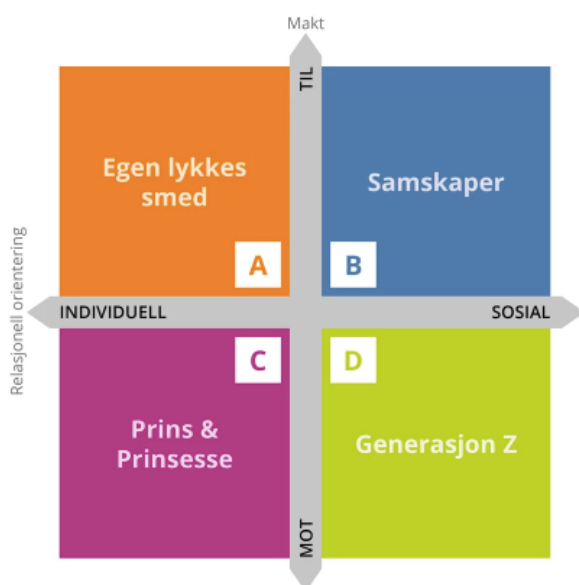 Makt
TIL
Egen lykkes
smed
Samskaper
A
B
Relasjonell orientering
INDIVIDUELL
SOSIAL
C
D
Prins &
Prinsesse
Generasjon Z
MOT